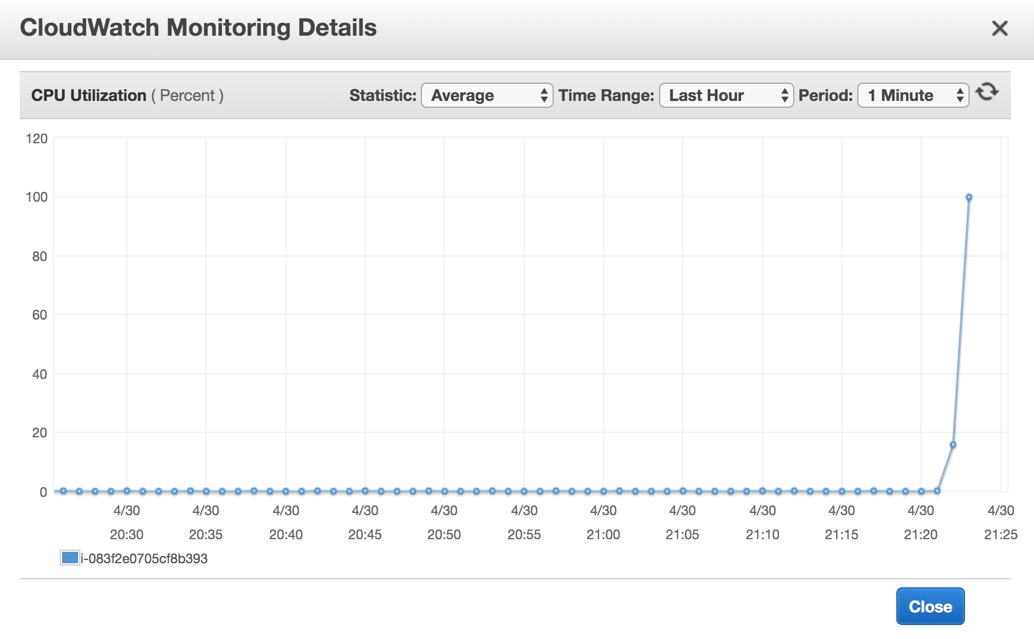 CloudWatch Monitoring Details
CPU Utilization ( Percent ) Statistic: Average Time Range: Last Hour Period: 1 Minute
120
100
80
60
40
20
0
4/30 4/30 4/30 4/30 4/30 4/30 4/30 4/30 4/30 4/30 4/30 4/30
20:30 20:35 20:40 20:45 20:50 20:55 21:00 21:05 21:10 21:15 21:20 21:25
i-083f2e0705cf8b393
Close